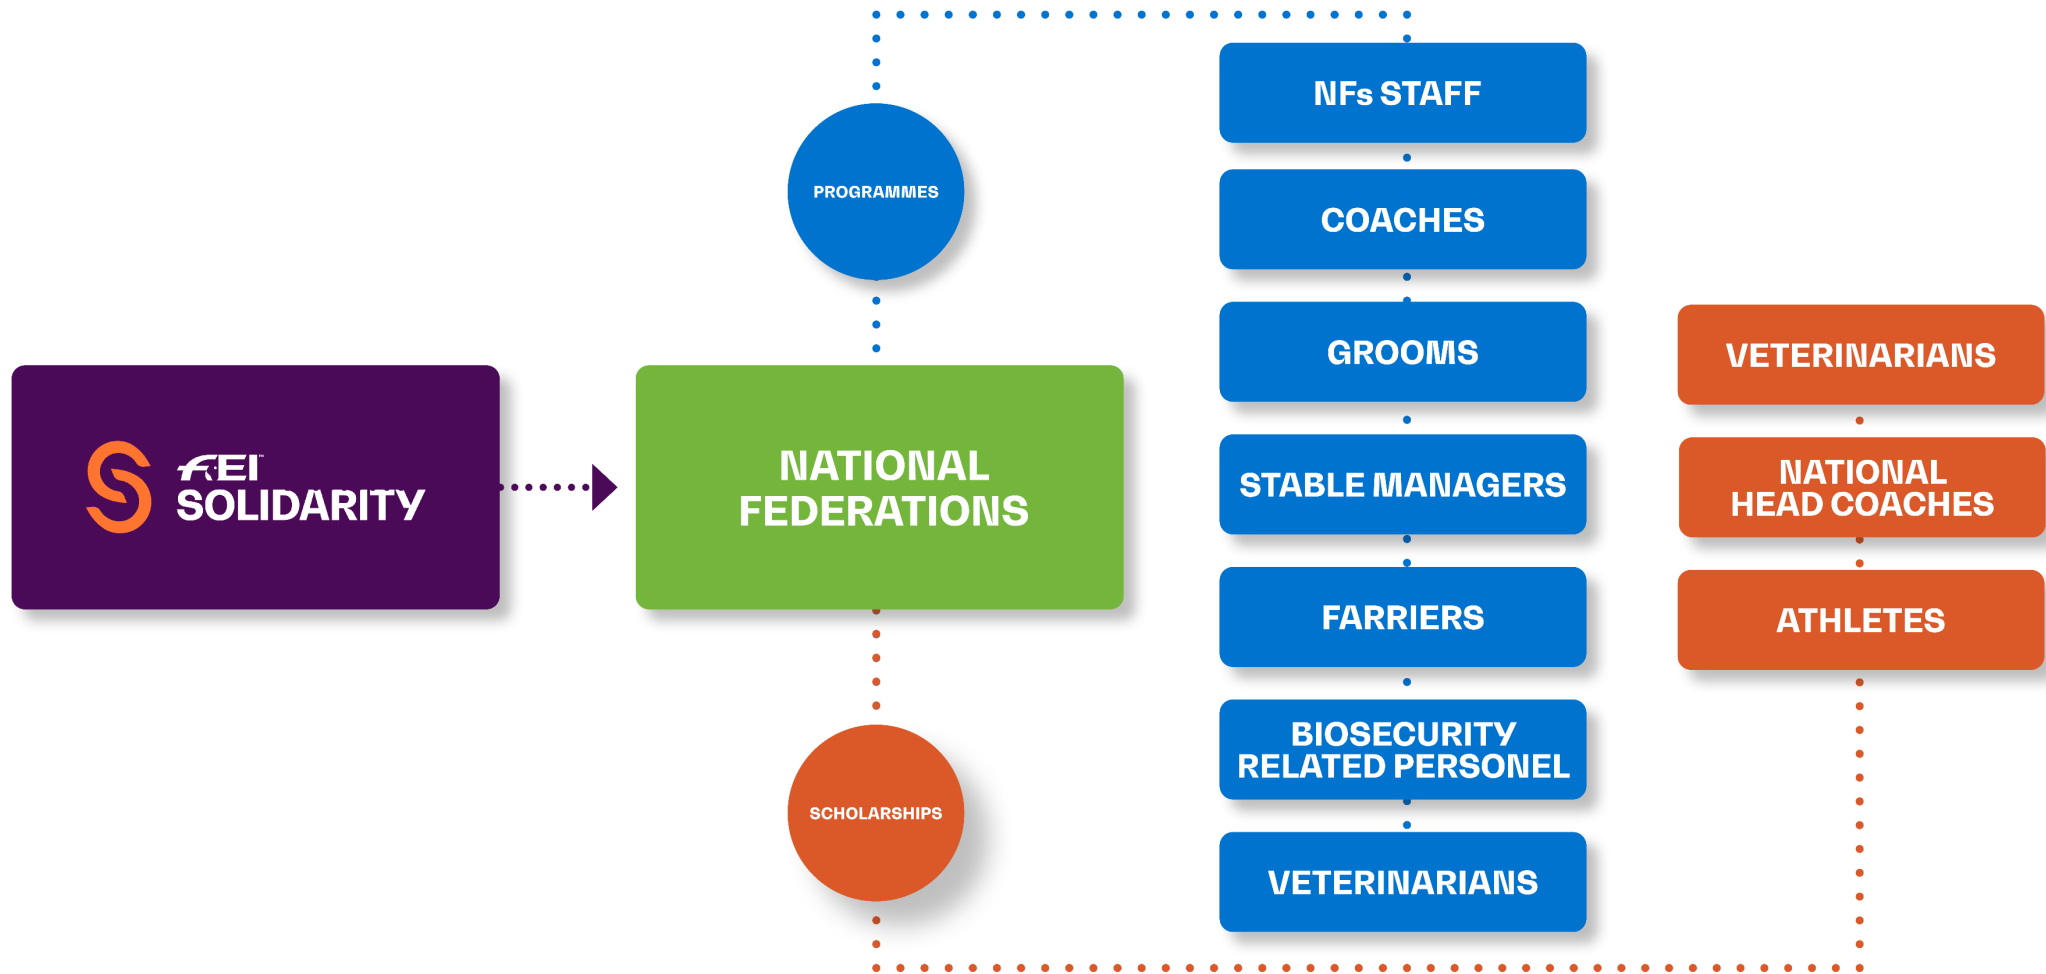 FEI™
SOLIDARITY
NATIONAL
FEDERATIONS
PROGRAMMES
NFs STAFF
COACHES
GROOMS
STABLE MANAGERS
FARRIERS
BIOSECURITY
RELATED PERSONEL
VETERINARIANS
SCHOLARSHIPS
VETERINARIANS
NATIONAL
HEAD COACHES
ATHLETES